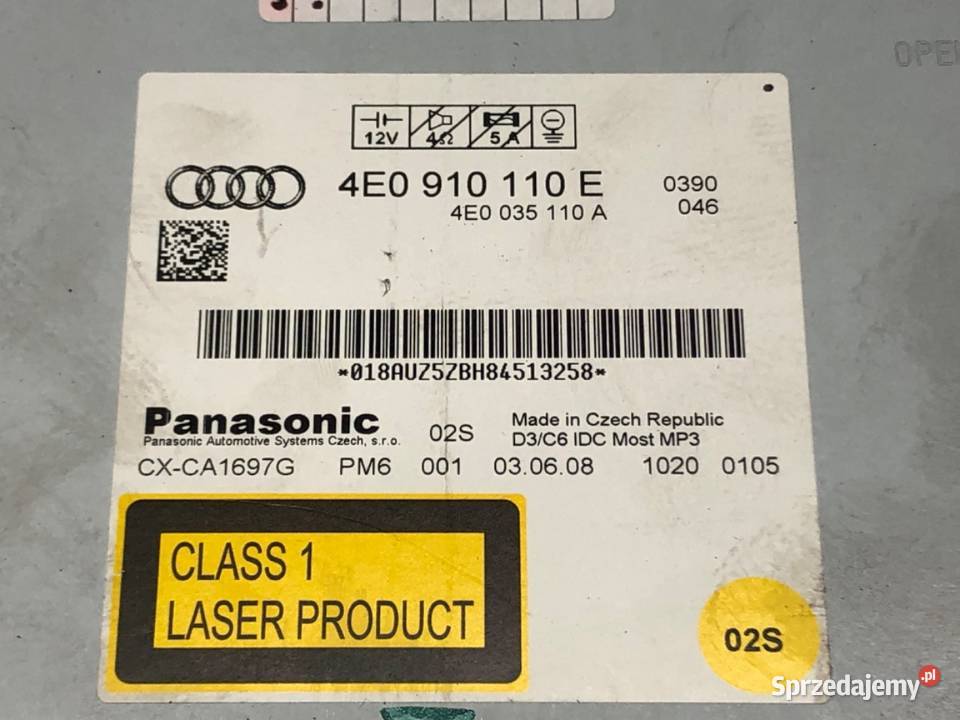 12V 4Ω 5A
4E0 910 110 E 0390
4E0 035 110 A 046
*018AUZ5ZBH84513258*
Panasonic
Panasonic Automotive Systems Czech, s.r.o.
02S
Made in Czech Republic
D3/C6 IDC Most MP3
CX-CA1697G PM6 001 03.06.08 1020 0105
CLASS 1
LASER PRODUCT
02S
Sprzedajemy.pl